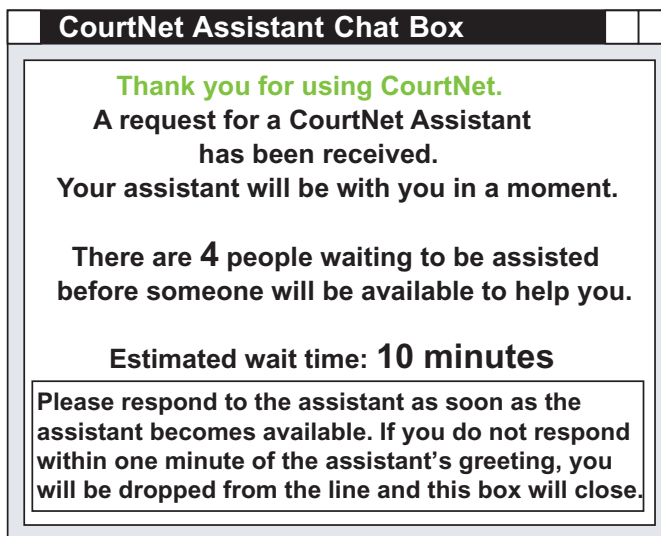 CourtNet Assistant Chat Box
Thank you for using CourtNet.
A request for a CourtNet Assistant
has been received.
Your assistant will be with you in a moment.
There are 4 people waiting to be assisted
before someone will be available to help you.
Estimated wait time: 10 minutes
Please respond to the assistant as soon as the
assistant becomes available. If you do not respond
within one minute of the assistant’s greeting, you
will be dropped from the line and this box will close.